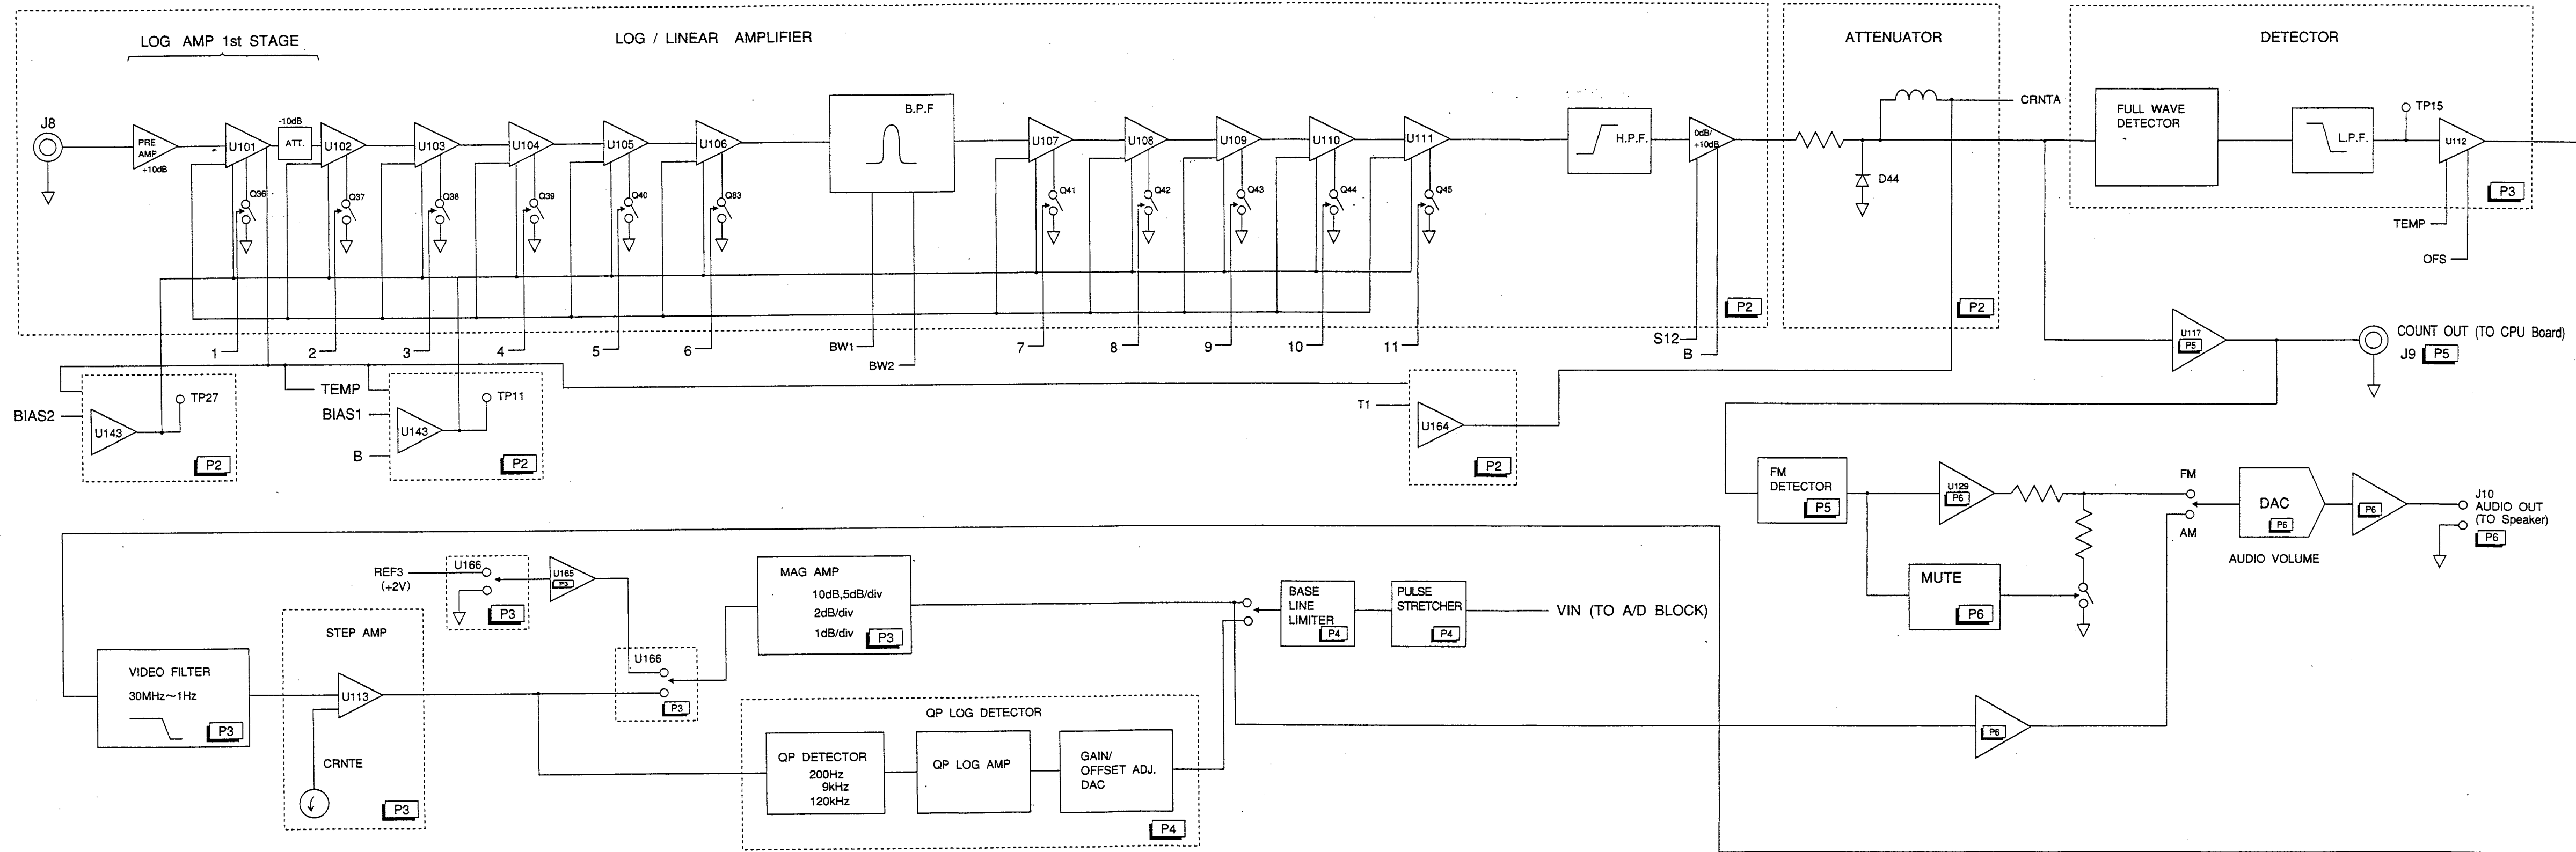 LOG AMP 1st STAGE
LOG / LINEAR AMPLIFIER
ATTENUATOR
DETECTOR
J8
PRE
AMP
+10dB
U101
-10dB
ATT.
U102
U103
U104
U105
U106
B.P.F
U107
U108
U109
U110
U111
H.P.F.
0dB/
+10dB
CRNTA
D44
FULL WAVE
DETECTOR
L.P.F.
TP15
U112
P3
TEMP
OFS
Q36
Q37
Q38
Q39
Q40
Q83
Q41
Q42
Q43
Q44
Q45
P2
P2
1
2
3
4
5
6
BW1
BW2
7
8
9
10
11
S12
B
U117
P5
COUNT OUT (TO CPU Board)
J9 P5
BIAS2
U143
TP27
P2
TEMP
BIAS1
B
U143
TP11
P2
T1
U164
P2
FM
DETECTOR
P5
U129
P6
FM
AM
DAC
P6
AUDIO VOLUME
P6
J10
AUDIO OUT
(TO Speaker)
P6
MUTE
P6
REF3
(+2V)
U166
P3
U165
P3
MAG AMP
10dB,5dB/div
2dB/div
1dB/div
P3
BASE
LINE
LIMITER
P4
PULSE
STRETCHER
P4
VIN (TO A/D BLOCK)
VIDEO FILTER
30MHz~1Hz
P3
STEP AMP
U113
CRNTE
P3
U166
P3
QP LOG DETECTOR
QP DETECTOR
200Hz
9kHz
120kHz
QP LOG AMP
GAIN/
OFFSET ADJ.
DAC
P4
P6